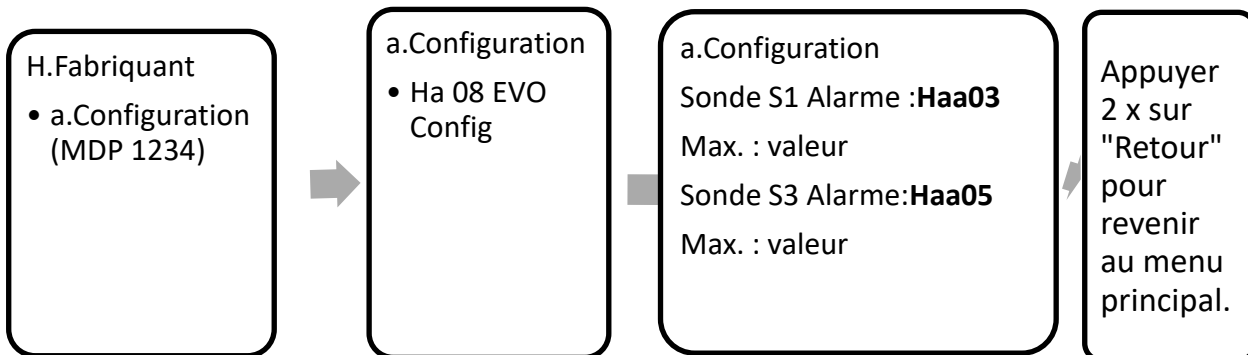 H.Fabriquant
• a.Configuration
(MDP 1234)
a.Configuration
• Ha 08 EVO
Config
a.Configuration
Sonde S1 Alarme :Haa03
Max. : valeur
Sonde S3 Alarme:Haa05
Max. : valeur
Appuyer
2 x sur
"Retour"
pour
revenir
au menu
principal.